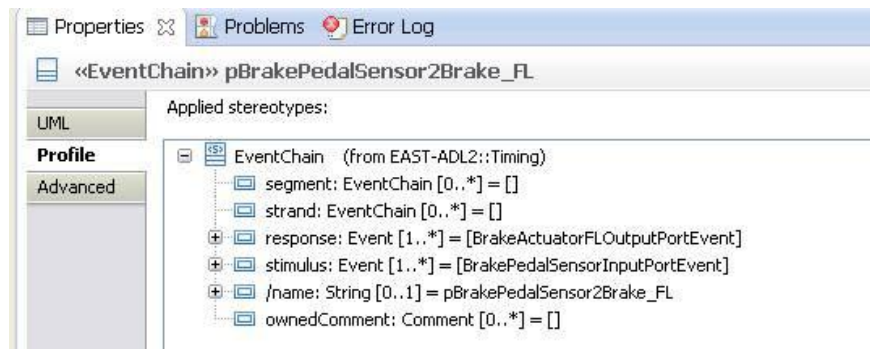 Properties Problems Error Log
«EventChain» pBrakePedalSensor2Brake_FL
Applied stereotypes:
UML
Profile
Advanced
<S>
EventChain (from EAST-ADL2::Timing)
segment: EventChain [0..*] = []
strand: EventChain [0..*] = []
response: Event [1..*] = [BrakeActuatorFLOutputPortEvent]
stimulus: Event [1..*] = [BrakePedalSensorInputPortEvent]
/name: String [0..1] = pBrakePedalSensor2Brake_FL
ownedComment: Comment [0..*] = []